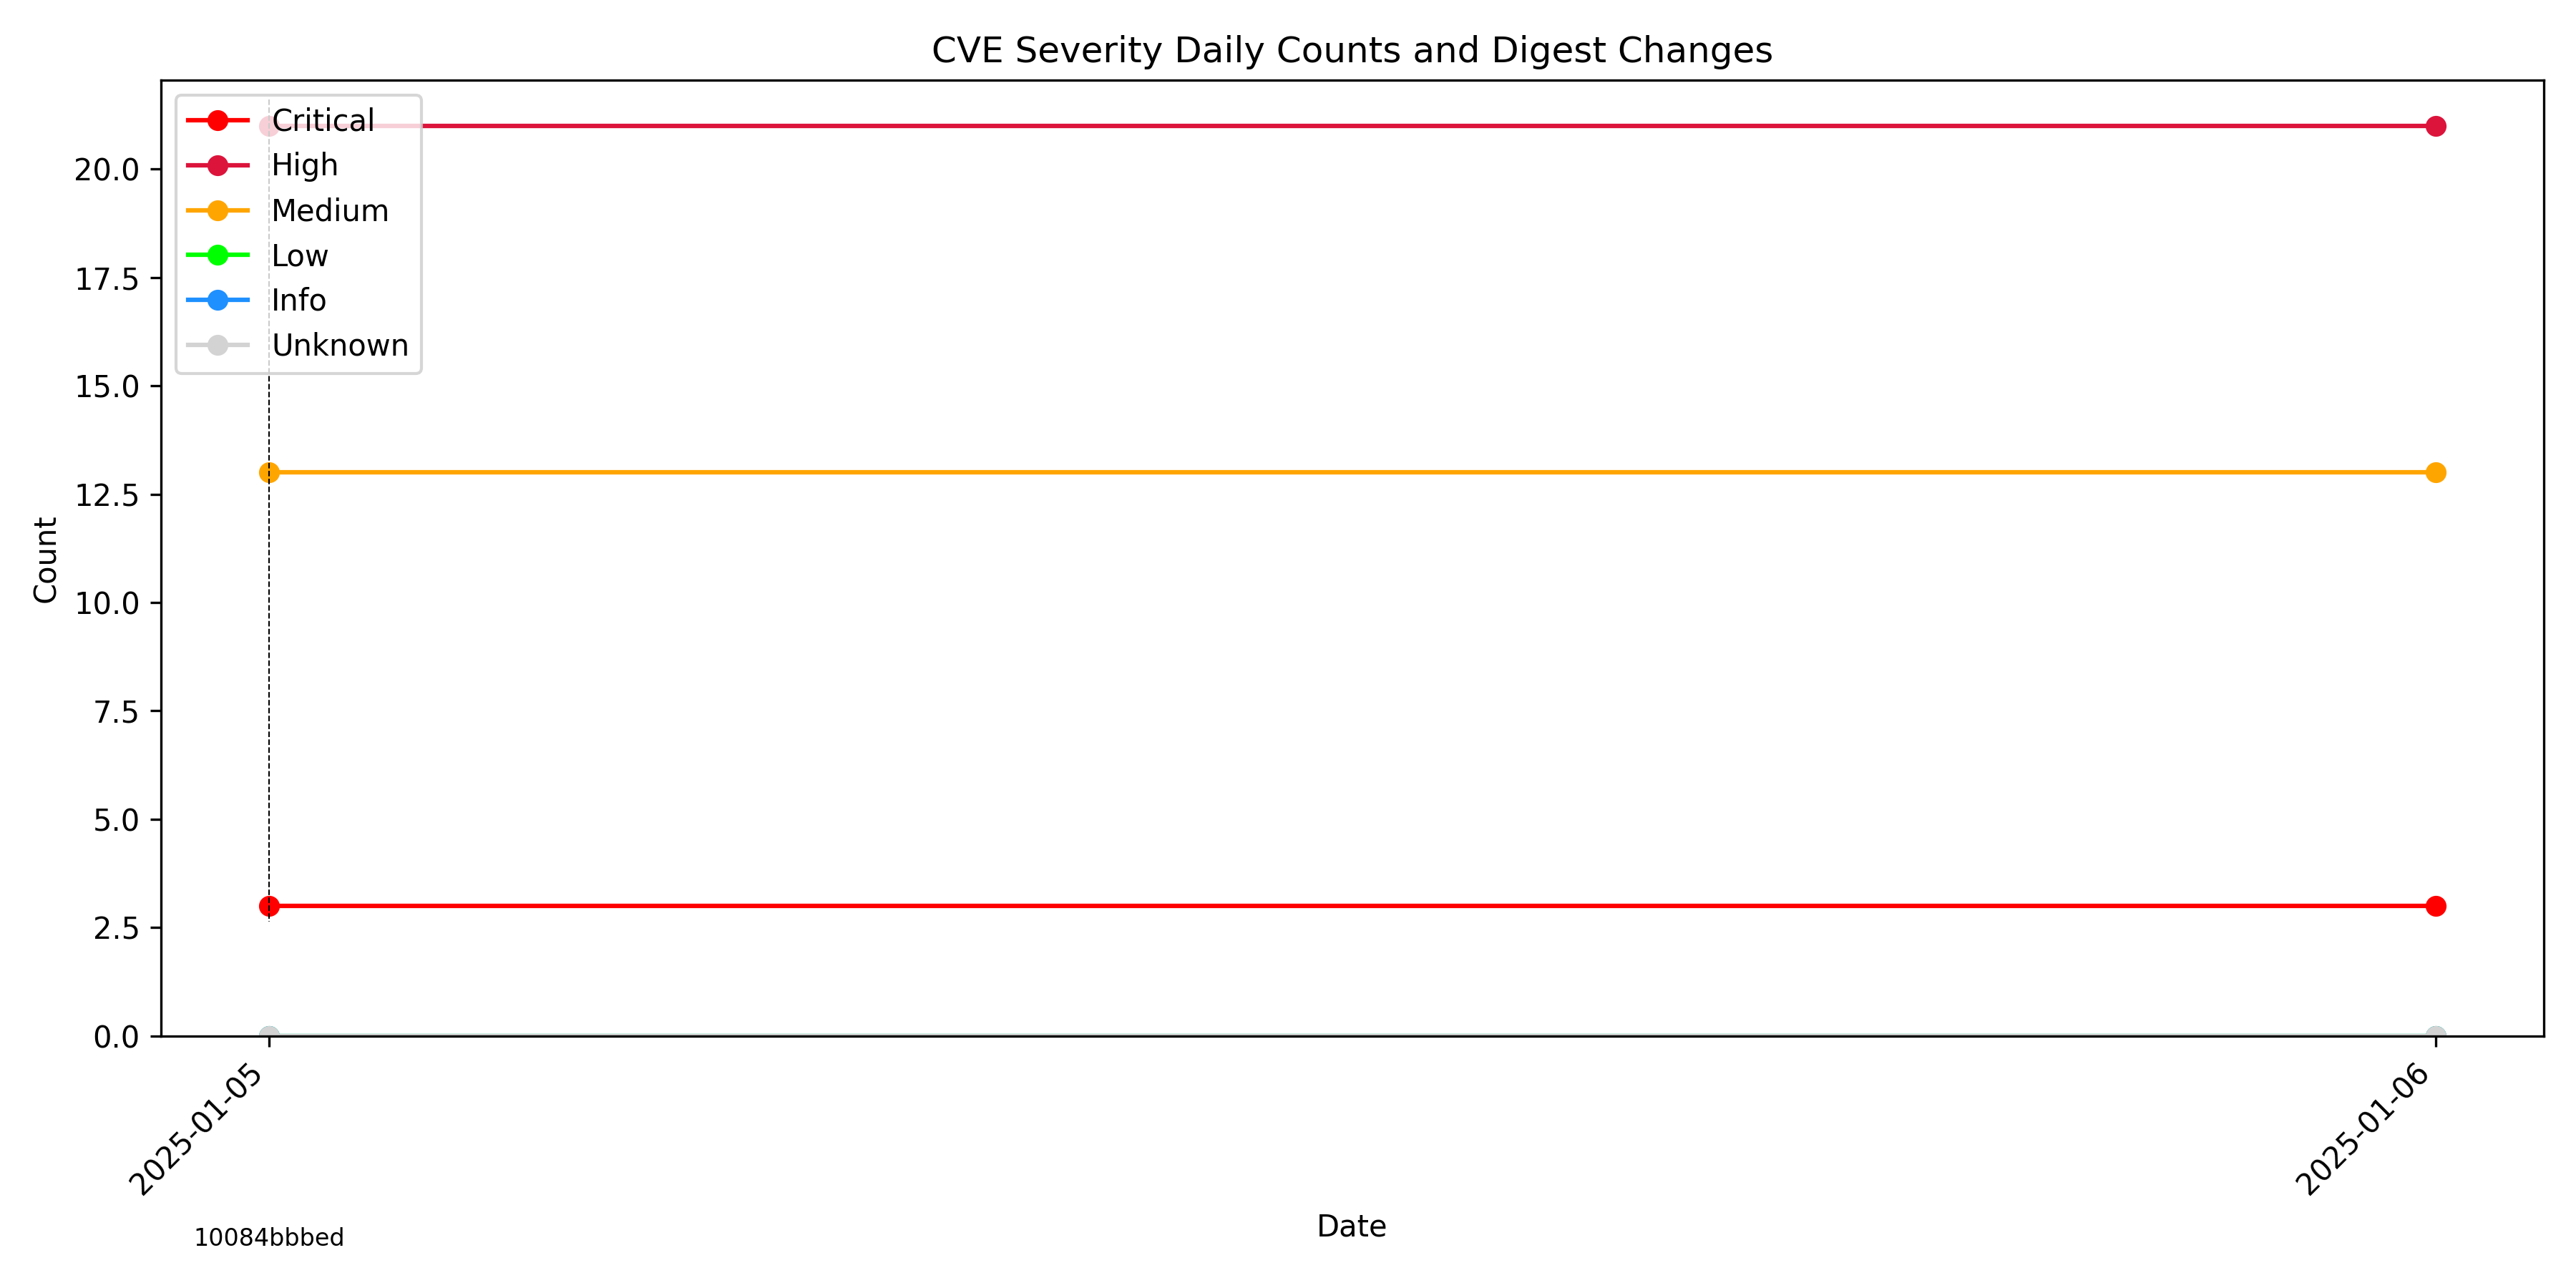 CVE Severity Daily Counts and Digest Changes
Critical
High
Medium
Low
Info
Unknown
20.0
17.5
15.0
12.5
10.0
7.5
5.0
2.5
0.0
Count
2025-01-05
2025-01-06
Date
10084bbbed